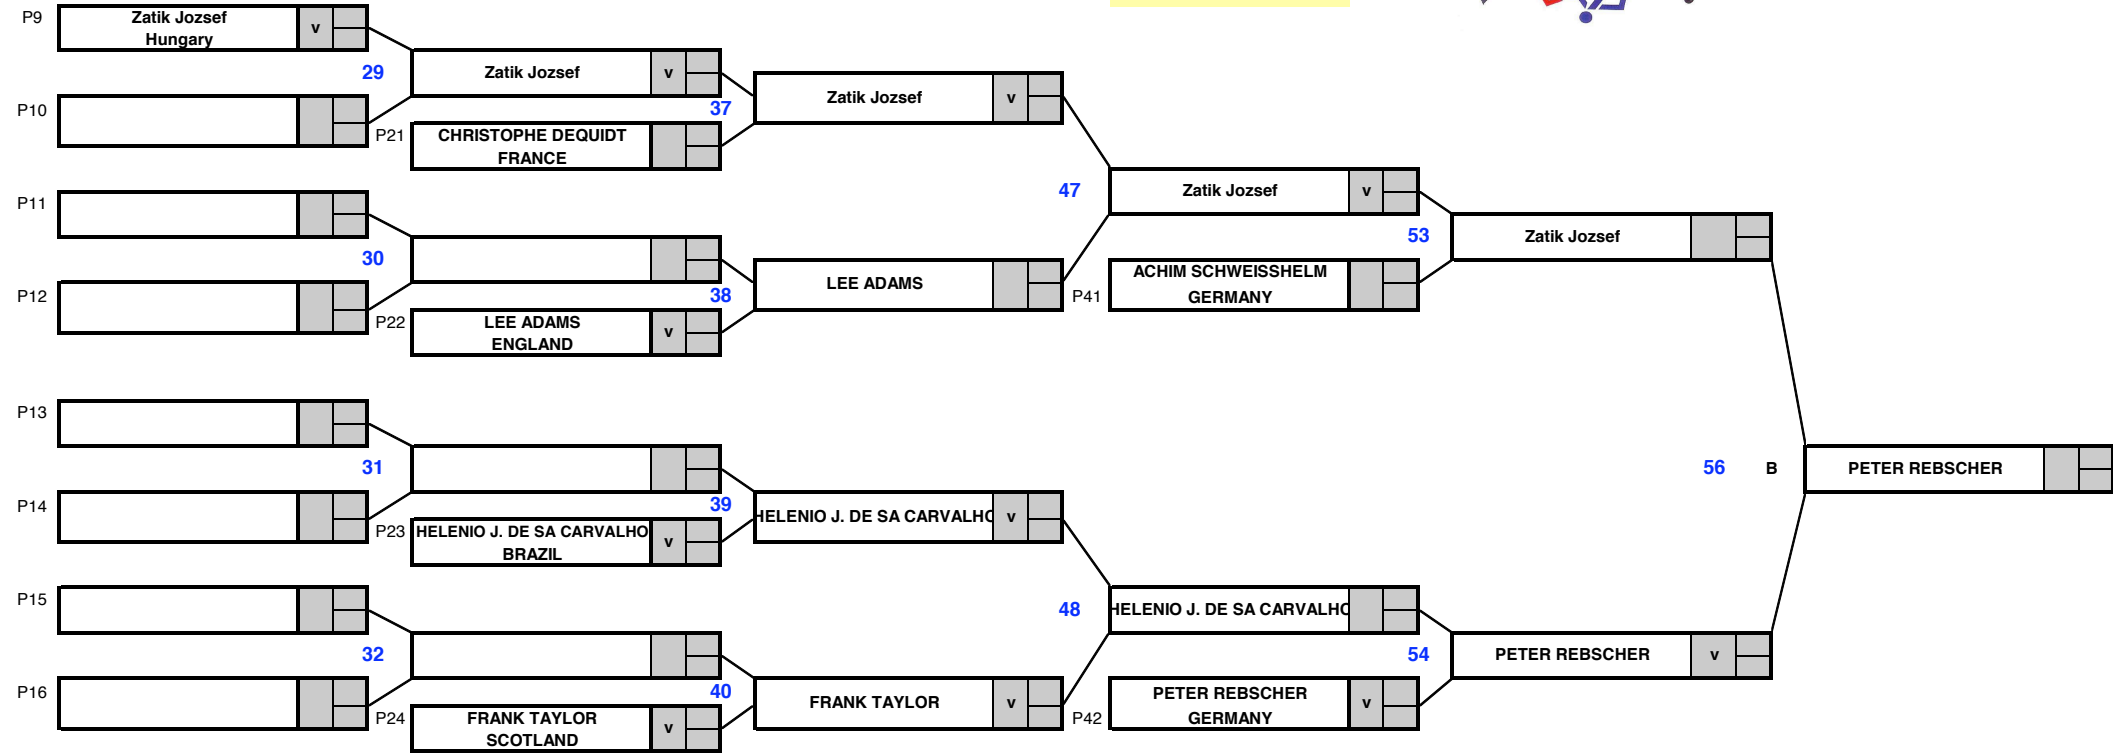 P9
Zatik Jozsef
Hungary
v
29
Zatik Jozsef
v
P10
37
Zatik Jozsef
v
P21
CHRISTOPHE DEQUIDT
FRANCE
P11
47
Zatik Jozsef
v
30
53
Zatik Jozsef
P12
38
LEE ADAMS
P41
ACHIM SCHWEISSHELM
GERMANY
P22
LEE ADAMS
ENGLAND
v
P13
31
56
B
PETER REBSCHER
P14
39
HELENIO J. DE SA CARVALHO
v
P23
HELENIO J. DE SA CARVALHO
BRAZIL
v
P15
48
HELENIO J. DE SA CARVALHO
32
54
PETER REBSCHER
v
P16
40
FRANK TAYLOR
v
P42
PETER REBSCHER
GERMANY
v
P24
FRANK TAYLOR
SCOTLAND
v